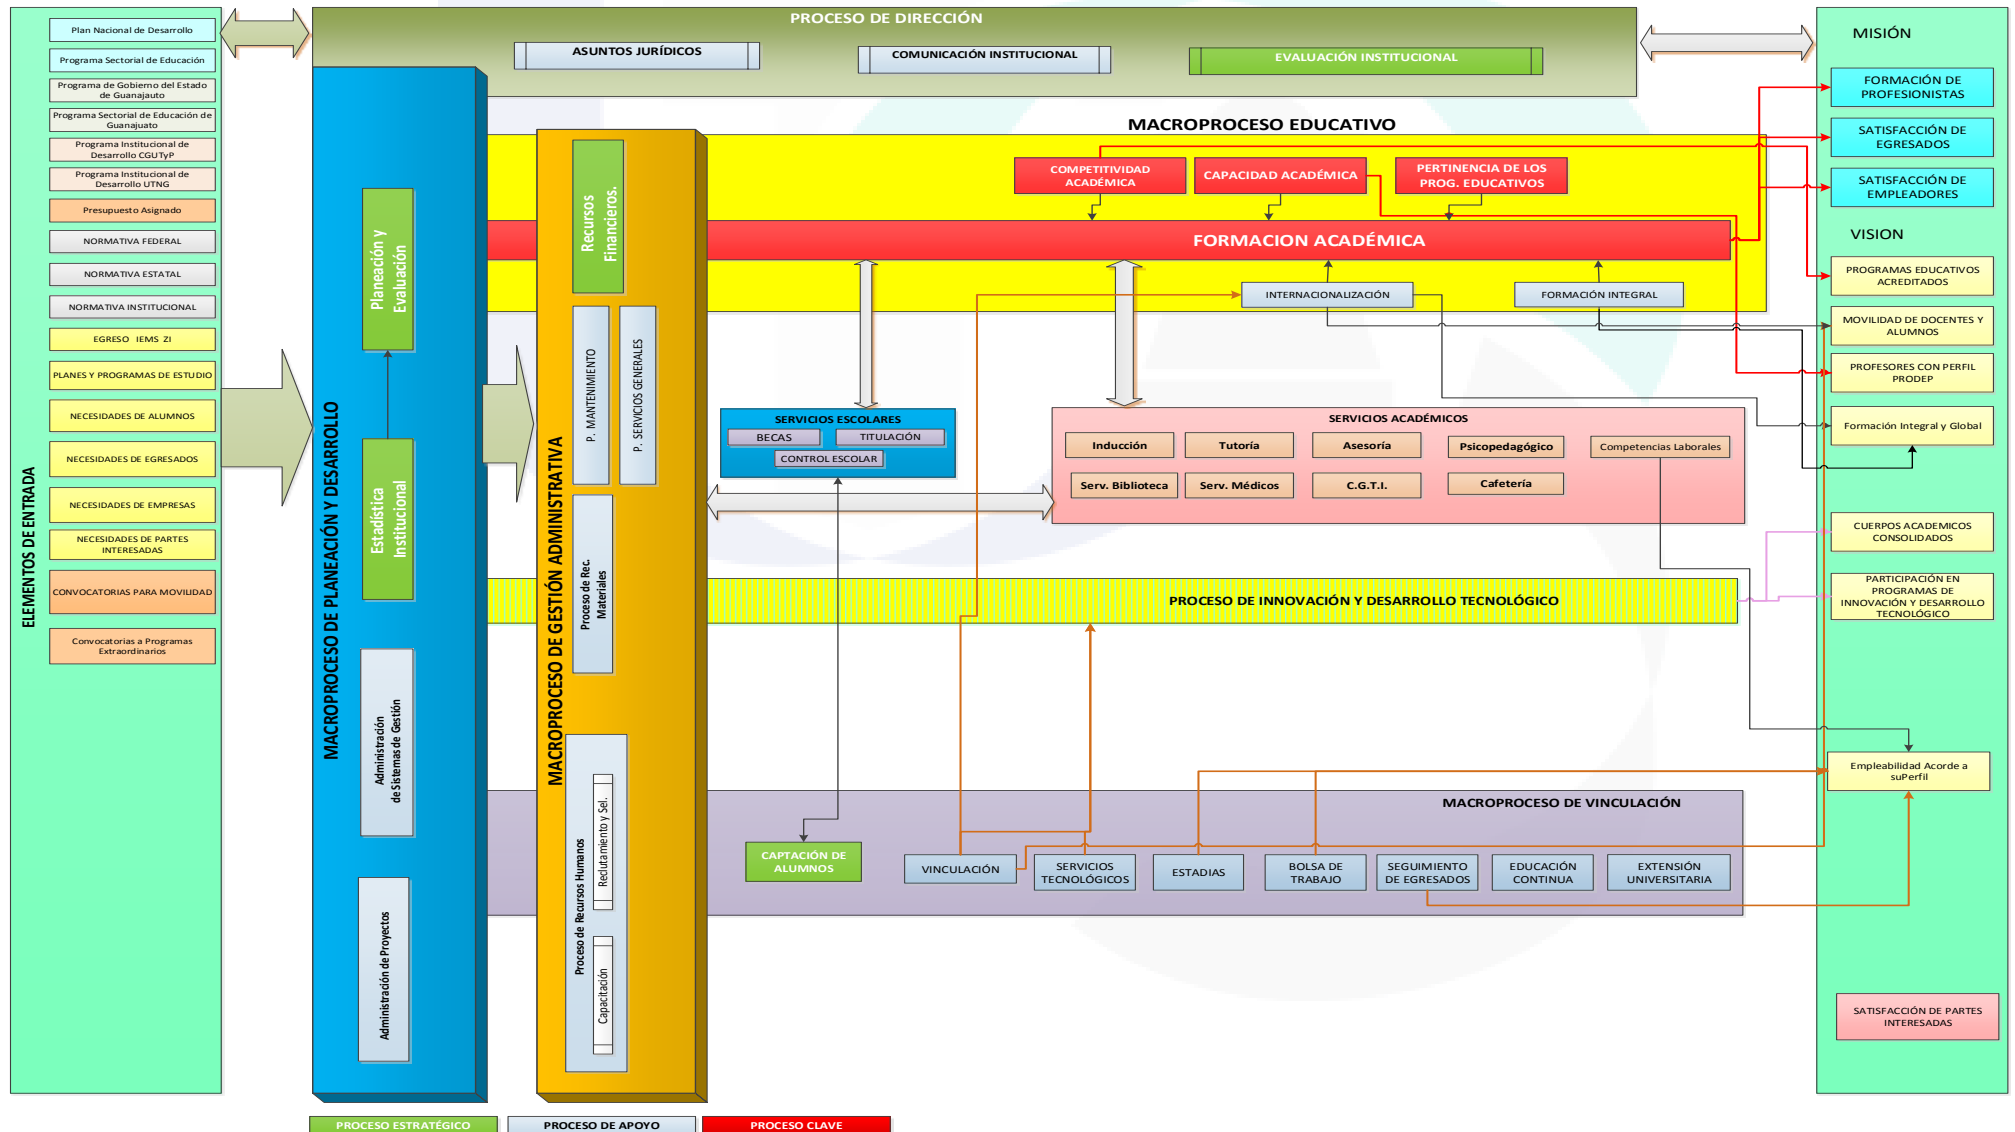 PROCESO DE DIRECCIÓN
ASUNTOS JURÍDICOS
COMUNICACIÓN INSTITUCIONAL
EVALUACIÓN INSTITUCIONAL
ELEMENTOS DE ENTRADA
Plan Nacional de Desarrollo
Programa Sectorial de Educación
Programa de Gobierno del Estado
de Guanajauto
Programa Sectorial de Educación de
Guanajuato
Programa Institucional de
Desarrollo CGUTyP
Programa Institucional de
Desarrollo UTNG
Presupuesto Asignado
NORMATIVA FEDERAL
NORMATIVA ESTATAL
NORMATIVA INSTITUCIONAL
EGRESO IEMS ZI
PLANES Y PROGRAMAS DE ESTUDIO
NECESIDADES DE ALUMNOS
NECESIDADES DE EGRESADOS
NECESIDADES DE EMPRESAS
NECESIDADES DE PARTES
INTERESADAS
CONVOCATORIAS PARA MOVILIDAD
Convocatorias a Programas
Extraordinarios
MACROPROCESO DE PLANEACIÓN Y DESARROLLO
Planeación y
Evaluación
Estadística
Institucional
Administración
de Sistemas de Gestión
Administración de Proyectos
MACROPROCESO DE GESTIÓN ADMINISTRATIVA
Recursos
Financieros.
P. MANTENIMIENTO
P. SERVICIOS GENERALES
Proceso de Rec.
Materiales
Proceso de Recursos Humanos
Reclutamiento y Sel.
Capacitación
MACROPROCESO EDUCATIVO
COMPETITIVIDAD
ACADÉMICA
CAPACIDAD ACADÉMICA
PERTINENCIA DE LOS
PROG. EDUCATIVOS
FORMACION ACADÉMICA
INTERNACIONALIZACIÓN
FORMACIÓN INTEGRAL
SERVICIOS ESCOLARES
BECAS
TITULACIÓN
CONTROL ESCOLAR
SERVICIOS ACADÉMICOS
Inducción
Tutoría
Asesoría
Psicopedagógico
Competencias Laborales
Serv. Biblioteca
Serv. Médicos
C.G.T.I.
Cafetería
PROCESO DE INNOVACIÓN Y DESARROLLO TECNOLÓGICO
MACROPROCESO DE VINCULACIÓN
CAPTACIÓN DE
ALUMNOS
VINCULACIÓN
SERVICIOS
TECNOLÓGICOS
ESTADIAS
BOLSA DE
TRABAJO
SEGUIMIENTO
DE EGRESADOS
EDUCACIÓN
CONTINUA
EXTENSIÓN
UNIVERSITARIA
MISIÓN
FORMACIÓN DE
PROFESIONISTAS
SATISFACCIÓN DE
EGRESADOS
SATISFACCIÓN DE
EMPLEADORES
VISION
PROGRAMAS EDUCATIVOS
ACREDITADOS
MOVILIDAD DE DOCENTES Y
ALUMNOS
PROFESORES CON PERFIL
PRODEP
Formación Integral y Global
CUERPOS ACADEMICOS
CONSOLIDADOS
PARTICIPACIÓN EN
PROGRAMAS DE
INNOVACIÓN Y DESARROLLO
TECNOLÓGICO
Empleabilidad Acorde a
suPerfil
SATISFACCIÓN DE PARTES
INTERESADAS
PROCESO ESTRATÉGICO
PROCESO DE APOYO
PROCESO CLAVE